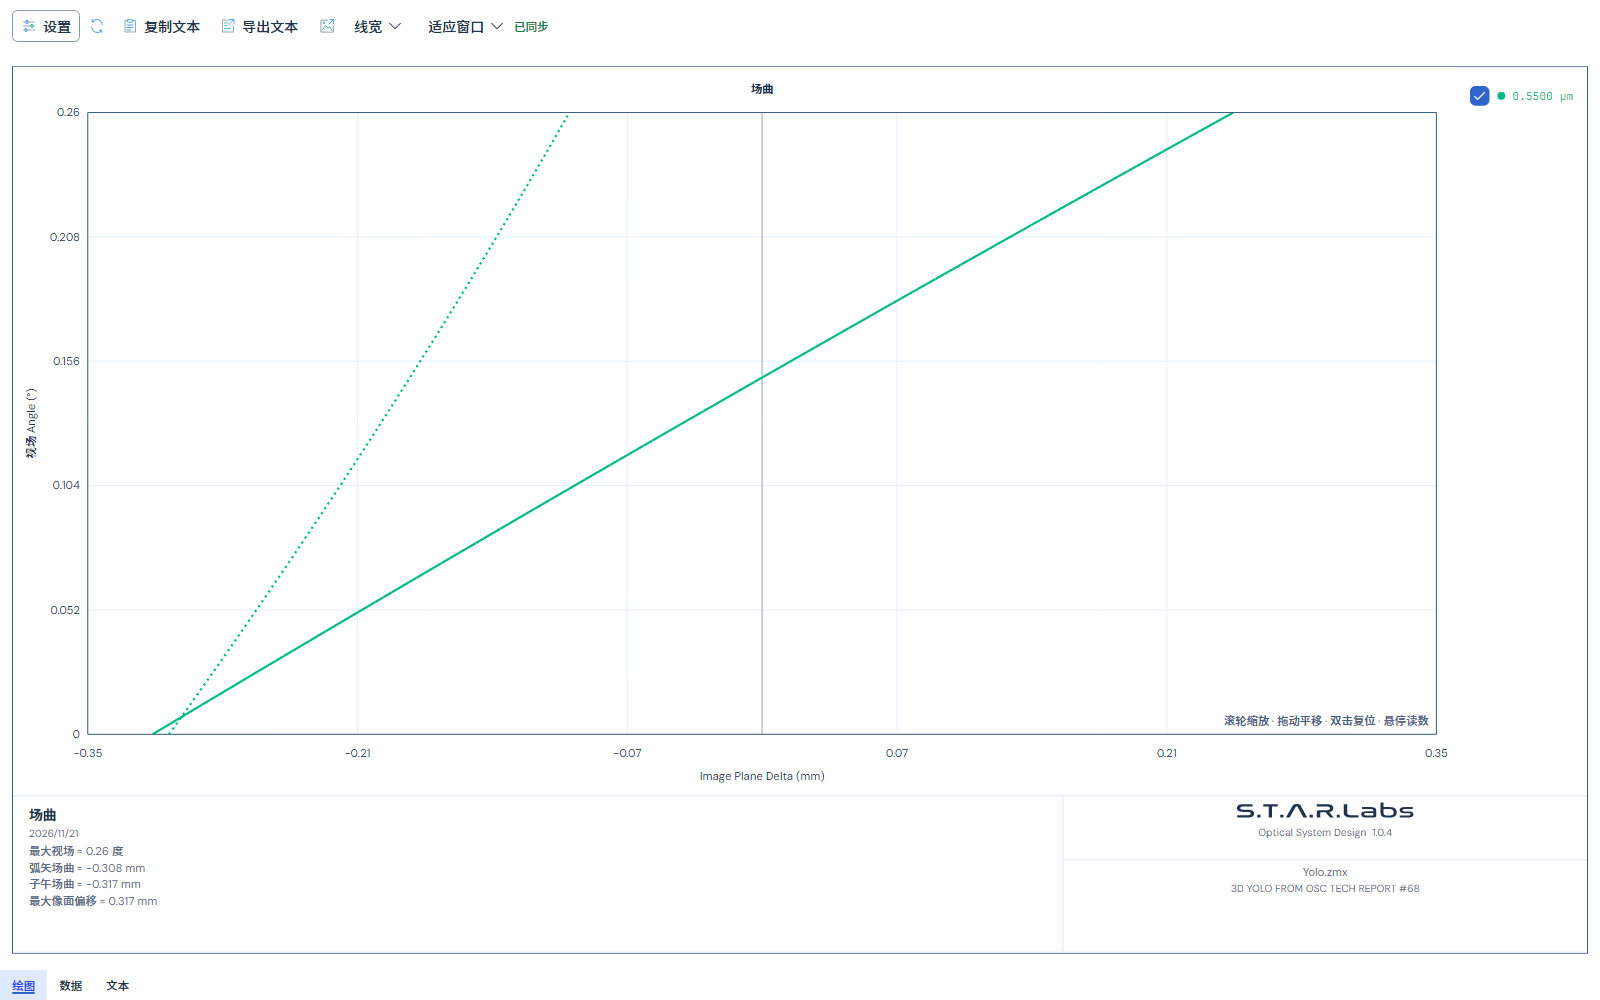 设置 复制文本 导出文本 线宽 适应窗口 已同步
场曲
0.5500 µm
0.26
0.208
0.156
0.104
0.052
0
视场 Angle (°)
滚轮缩放 · 拖动平移 · 双击复位 · 悬停读数
−0.35 −0.21 −0.07 0.07 0.21 0.35
Image Plane Delta (mm)
场曲
2026/11/21
最大视场 = 0.26 度
弧矢场曲 = −0.308 mm
子午场曲 = −0.317 mm
最大像面偏移 = 0.317 mm
S.T.A.R.Labs
Optical System Design 1.0.4
Yolo.zmx
3D YOLO FROM OSC TECH REPORT #68
绘图 数据 文本